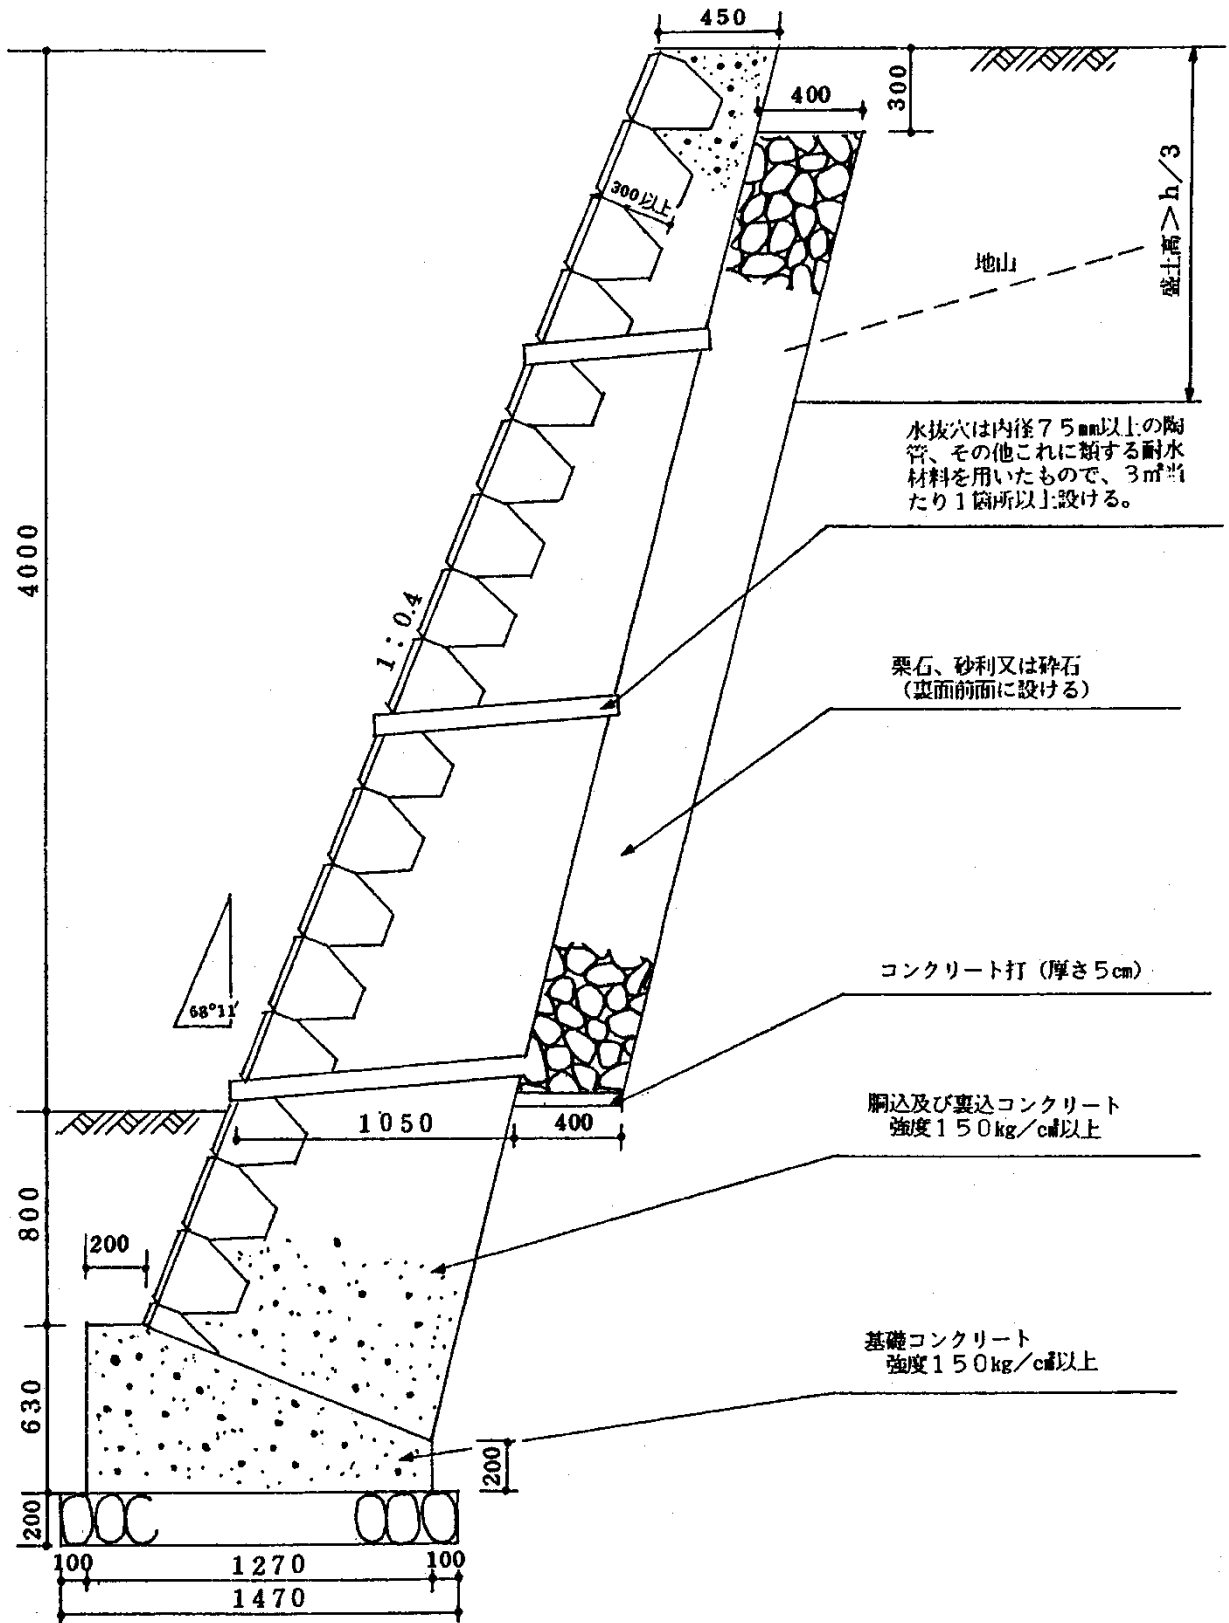 450
400
300
300以上
盛土高>h/3
地山
水抜穴は内径75mm以上の陶
管、その他これに類する耐水
材料を用いたもので、3㎡当
たり1箇所以上設ける。
4000
1:0.4
栗石、砂利又は砕石
(裏面前面に設ける)
68°11′
コンクリート打(厚さ5cm)
1050
400
胴込及び裏込コンクリート
強度150kg/c㎡以上
800
200
基礎コンクリート
強度150kg/c㎡以上
630
200
200
100
1270
100
1470